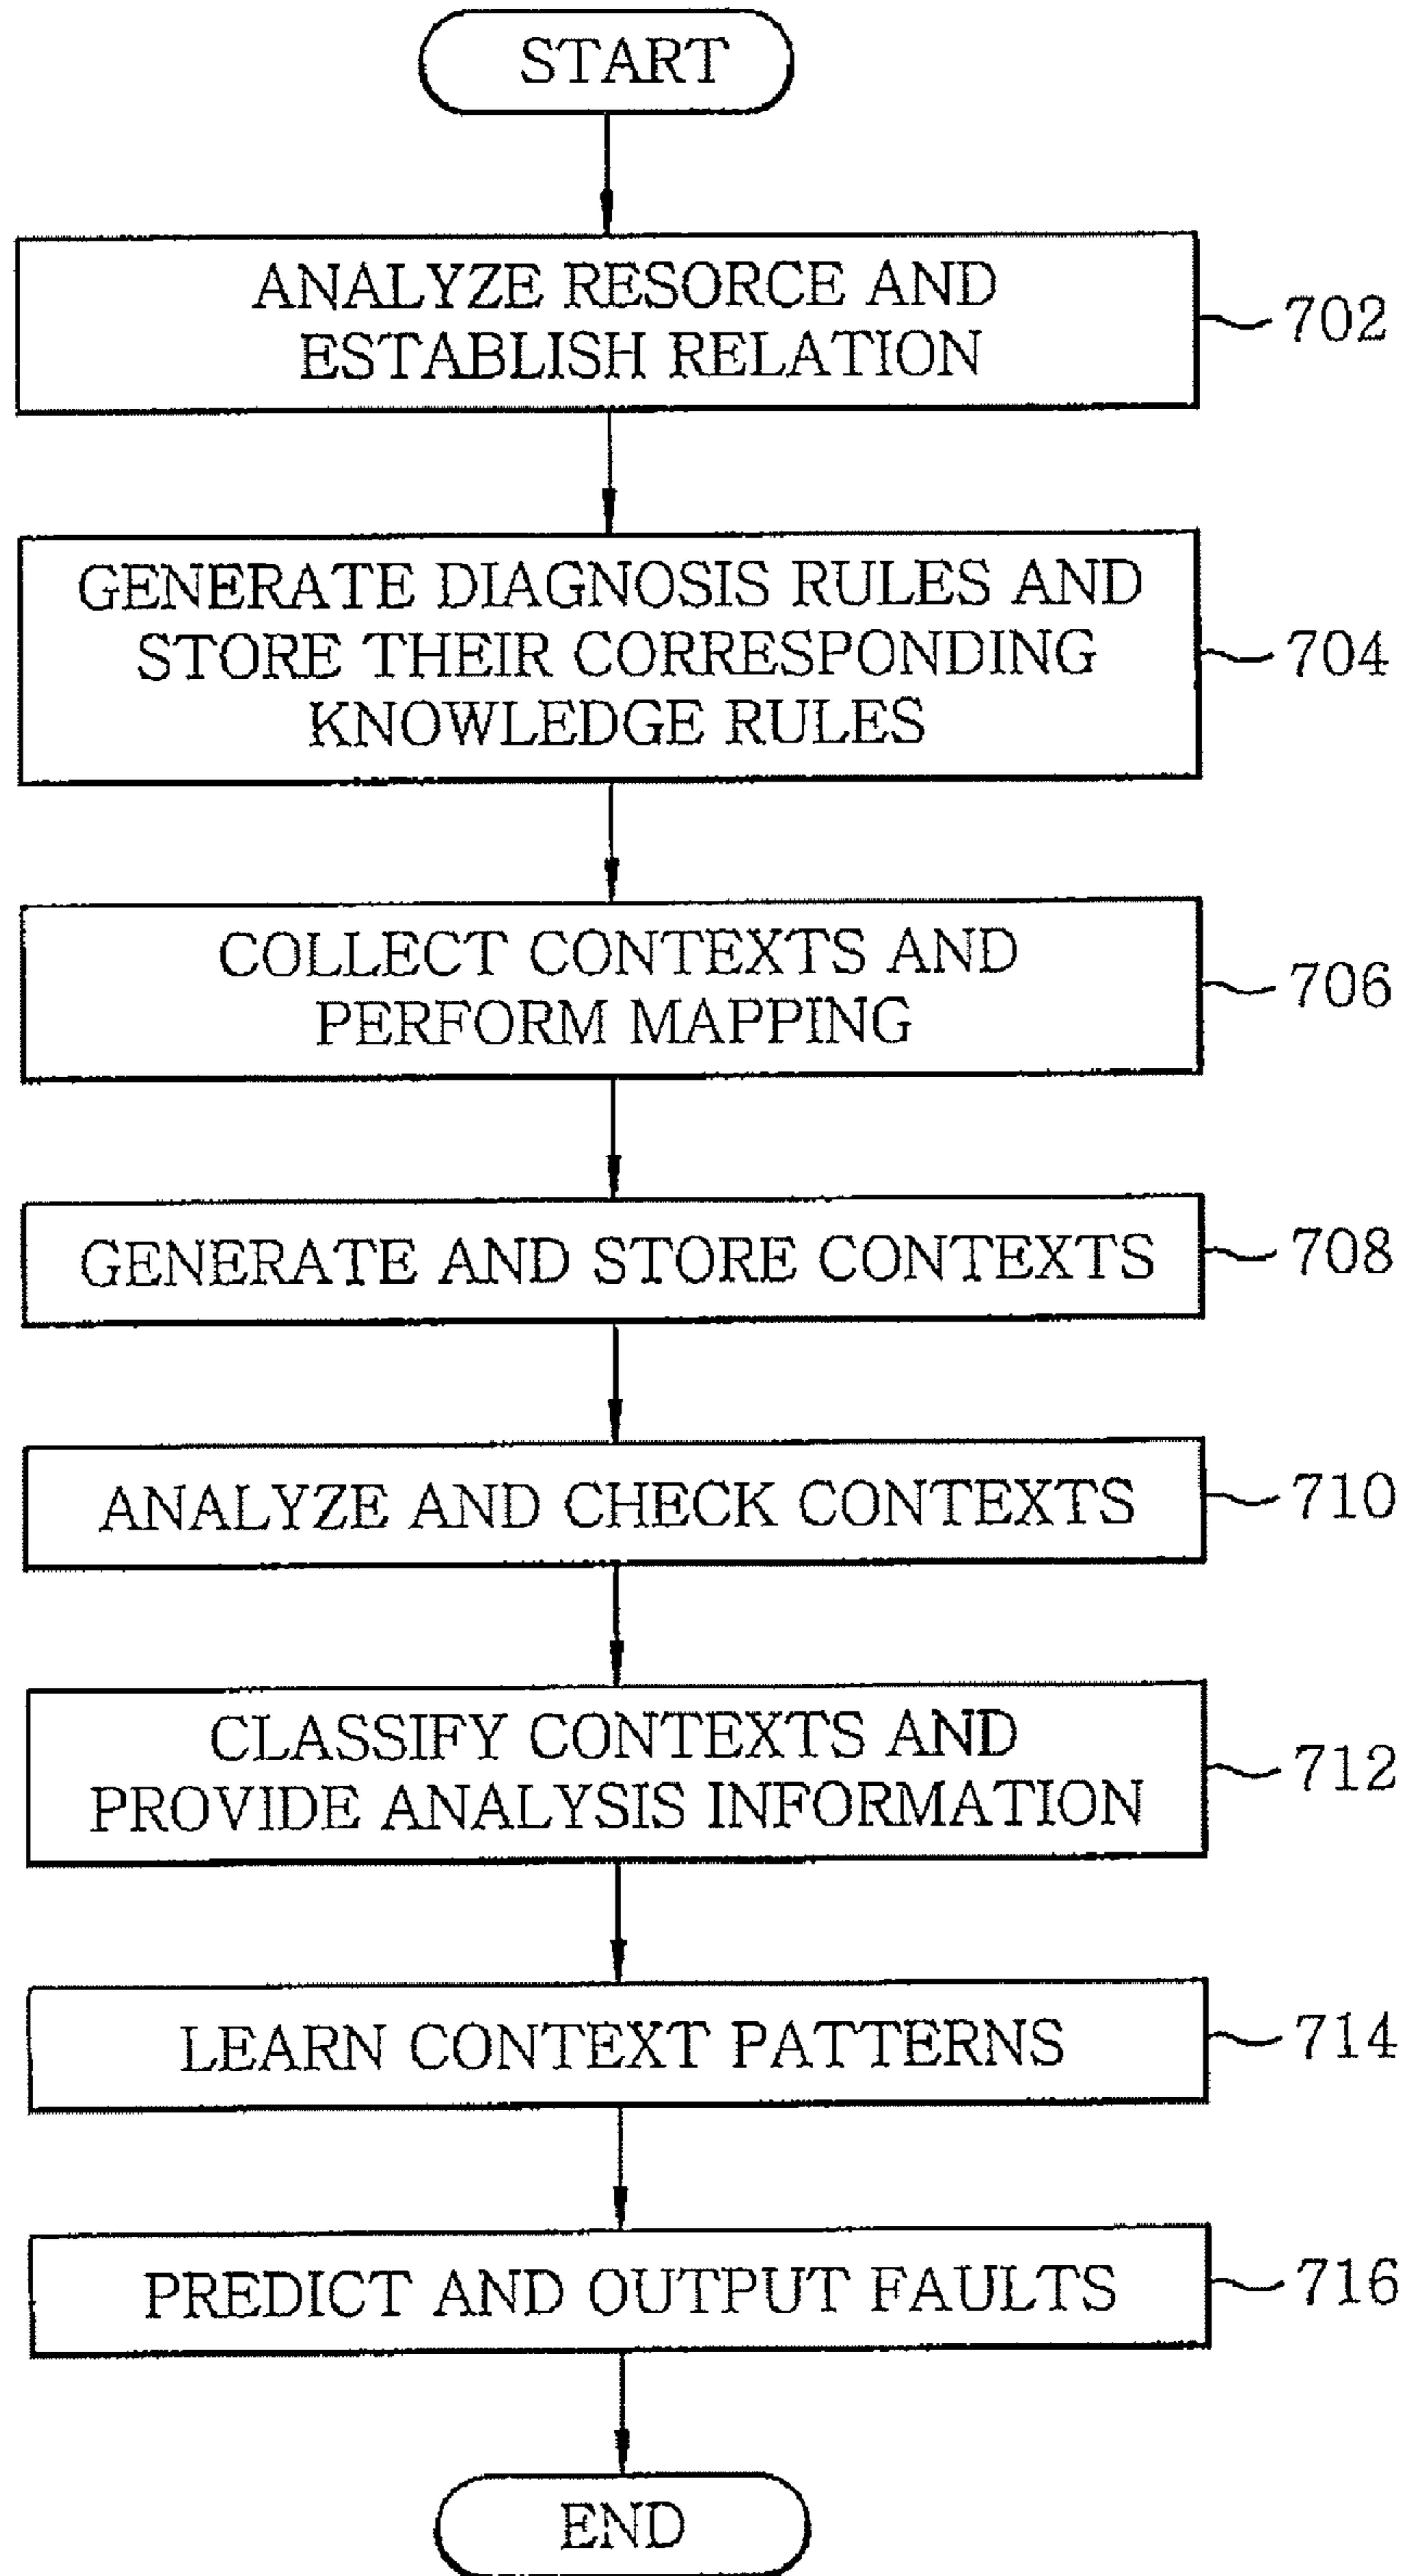 START
ANALYZE RESORCE AND
ESTABLISH RELATION
702
GENERATE DIAGNOSIS RULES AND
STORE THEIR CORRESPONDING
KNOWLEDGE RULES
704
COLLECT CONTEXTS AND
PERFORM MAPPING
706
GENERATE AND STORE CONTEXTS
708
ANALYZE AND CHECK CONTEXTS
710
CLASSIFY CONTEXTS AND
PROVIDE ANALYSIS INFORMATION
712
LEARN CONTEXT PATTERNS
714
PREDICT AND OUTPUT FAULTS
716
END